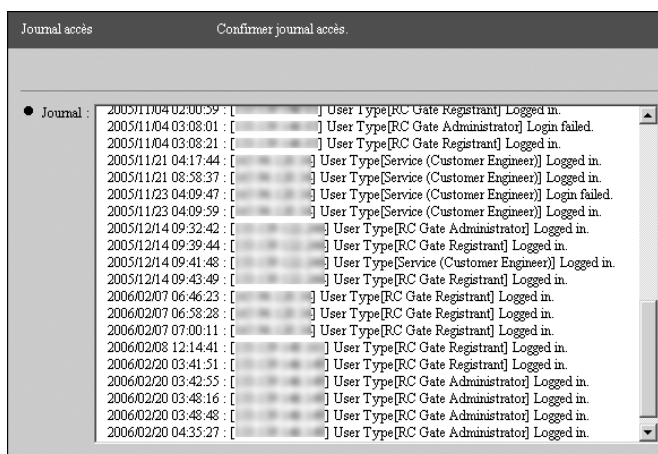 Journal accès Confirmer journal accès.
Journal :
2005/11/04 02:00:59 : [ ] User Type[RC Gate Registrant] Logged in.
2005/11/04 03:08:01 : [ ] User Type[RC Gate Administrator] Login failed.
2005/11/04 03:08:21 : [ ] User Type[RC Gate Registrant] Logged in.
2005/11/21 04:17:44 : [ ] User Type[Service (Customer Engineer)] Logged in.
2005/11/21 08:58:37 : [ ] User Type[Service (Customer Engineer)] Logged in.
2005/11/23 04:09:47 : [ ] User Type[Service (Customer Engineer)] Login failed.
2005/11/23 04:09:59 : [ ] User Type[Service (Customer Engineer)] Logged in.
2005/12/14 09:32:42 : [ ] User Type[RC Gate Administrator] Logged in.
2005/12/14 09:39:44 : [ ] User Type[RC Gate Registrant] Logged in.
2005/12/14 09:41:48 : [ ] User Type[Service (Customer Engineer)] Logged in.
2005/12/14 09:43:49 : [ ] User Type[RC Gate Registrant] Logged in.
2006/02/07 06:46:23 : [ ] User Type[RC Gate Registrant] Logged in.
2006/02/07 06:58:28 : [ ] User Type[RC Gate Registrant] Logged in.
2006/02/07 07:00:11 : [ ] User Type[RC Gate Registrant] Logged in.
2006/02/08 12:14:41 : [ ] User Type[RC Gate Registrant] Logged in.
2006/02/20 03:41:51 : [ ] User Type[RC Gate Registrant] Logged in.
2006/02/20 03:42:55 : [ ] User Type[RC Gate Administrator] Logged in.
2006/02/20 03:48:16 : [ ] User Type[RC Gate Administrator] Logged in.
2006/02/20 03:48:48 : [ ] User Type[RC Gate Administrator] Logged in.
2006/02/20 04:35:27 : [ ] User Type[RC Gate Administrator] Logged in.